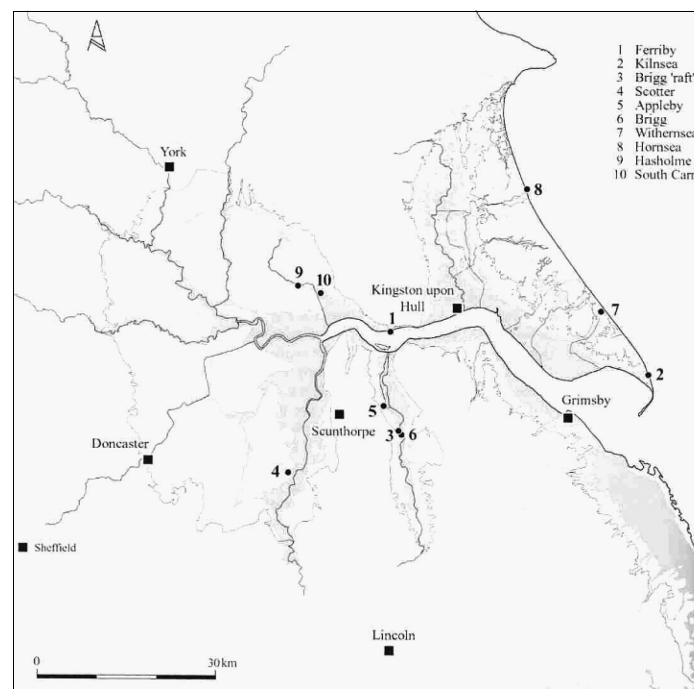 1 Ferriby
2 Kilnsea
3 Brigg 'raft'
4 Scotter
5 Appleby
6 Brigg
7 Withernsea
8 Hornsea
9 Hasholme
10 South Carr
York
8
9
10
Kingston upon
Hull
1
7
2
5
Scunthorpe
3
6
Grimsby
Doncaster
4
Sheffield
Lincoln
0
30 km